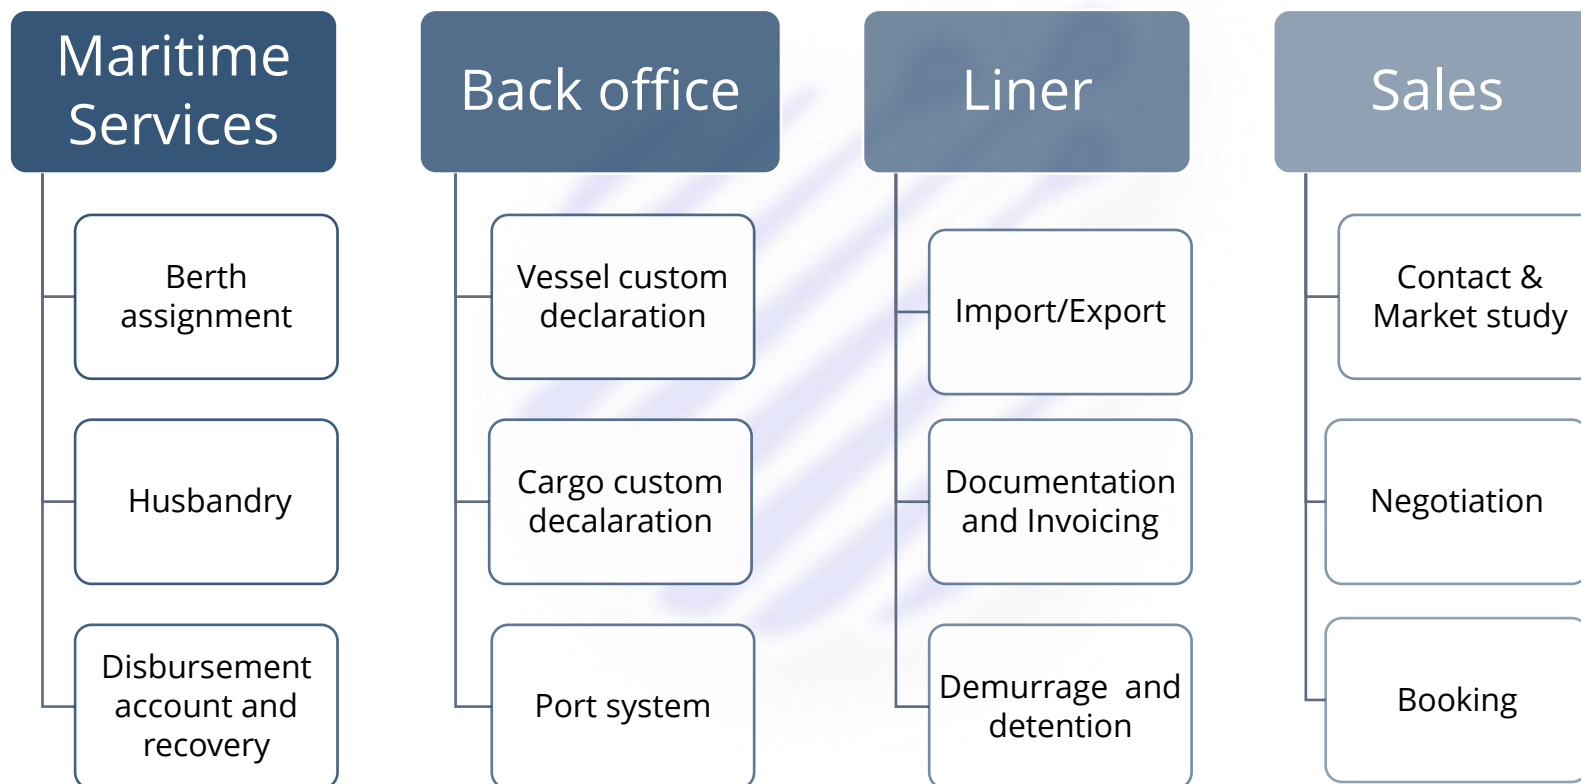 Maritime
Services
Berth
assignment
Husbandry
Disbursement
account and
recovery
Back office
Vessel custom
declaration
Cargo custom
decalaration
Port system
Liner
Import/Export
Documentation
and Invoicing
Demurrage  and
detention
Sales
Contact &
Market study
Negotiation
Booking